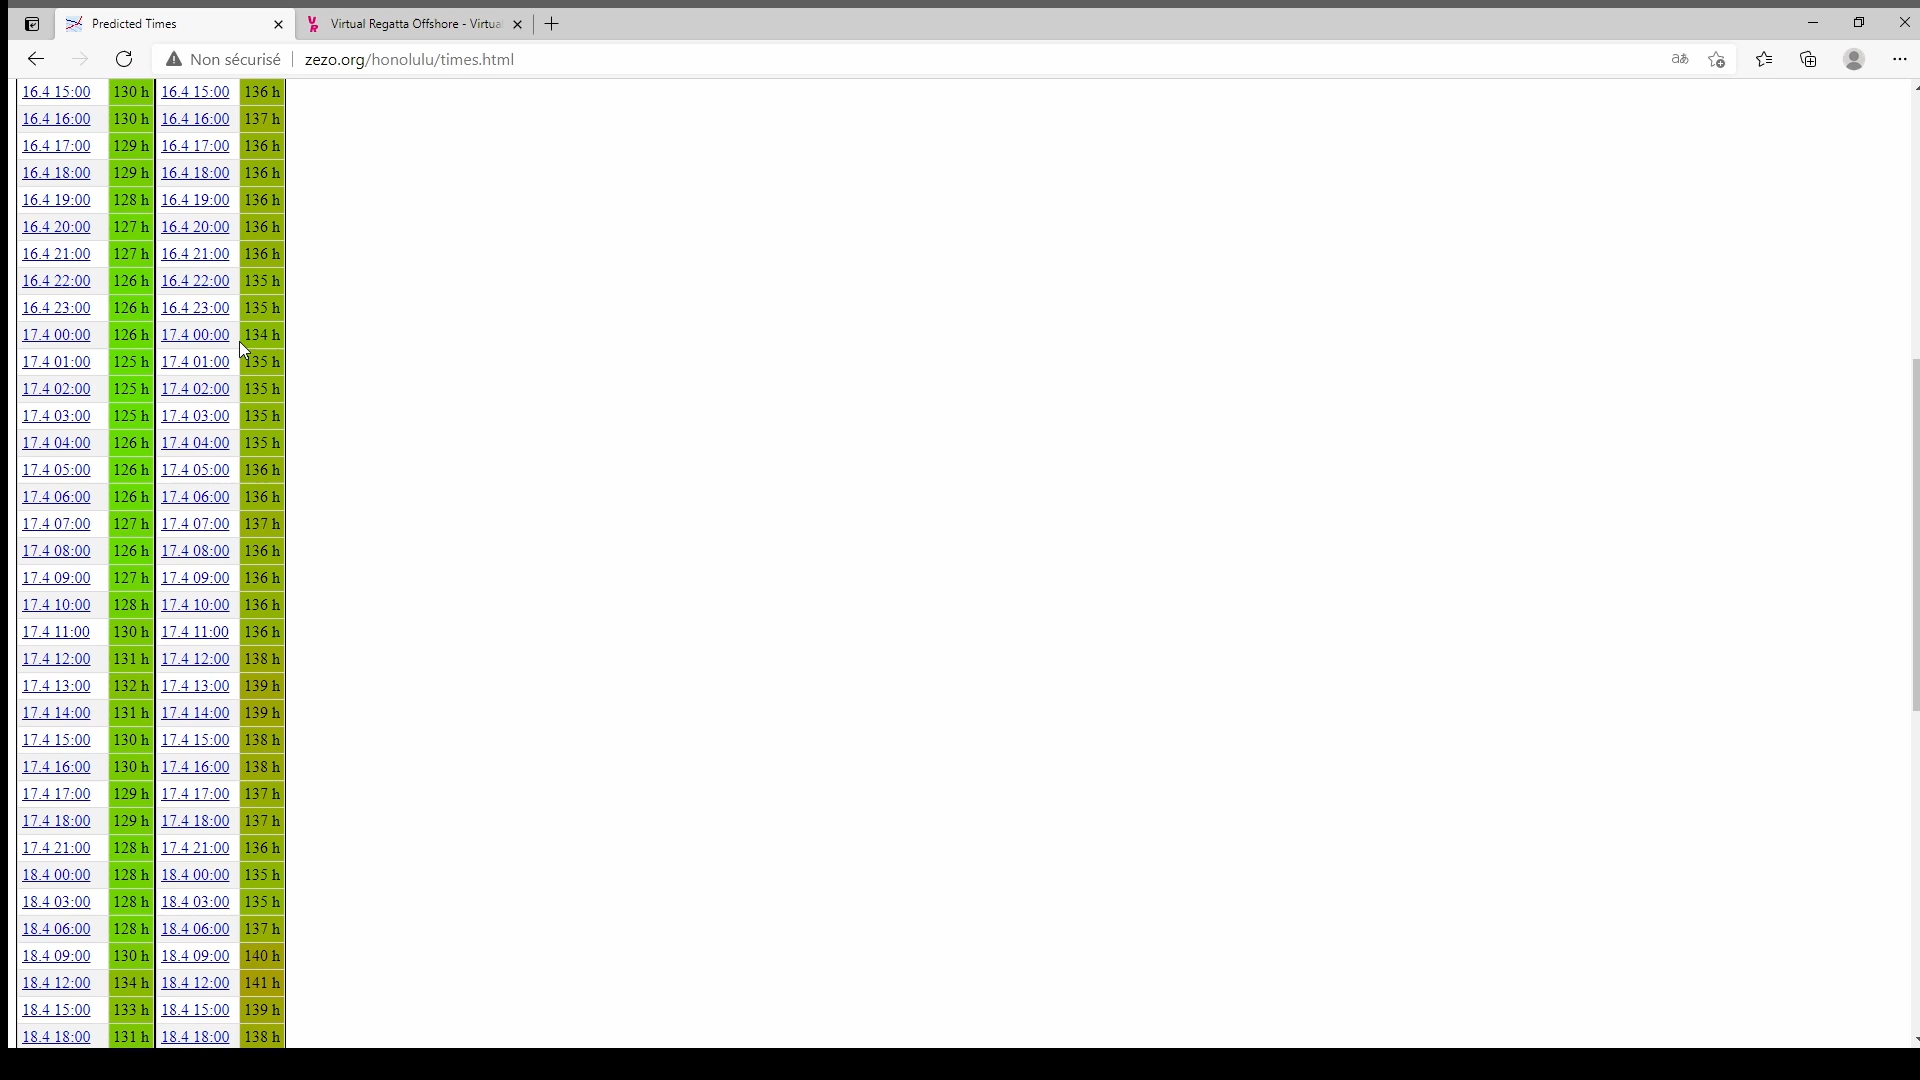 Predicted Times
Virtual Regatta Offshore - Virtua
Non sécurisé zezo.org/honolulu/times.html
16.4 15:00 130 h 16.4 15:00 136 h
16.4 16:00 130 h 16.4 16:00 137 h
16.4 17:00 129 h 16.4 17:00 136 h
16.4 18:00 129 h 16.4 18:00 136 h
16.4 19:00 128 h 16.4 19:00 136 h
16.4 20:00 127 h 16.4 20:00 136 h
16.4 21:00 127 h 16.4 21:00 136 h
16.4 22:00 126 h 16.4 22:00 135 h
16.4 23:00 126 h 16.4 23:00 135 h
17.4 00:00 126 h 17.4 00:00 134 h
17.4 01:00 125 h 17.4 01:00 135 h
17.4 02:00 125 h 17.4 02:00 135 h
17.4 03:00 125 h 17.4 03:00 135 h
17.4 04:00 126 h 17.4 04:00 135 h
17.4 05:00 126 h 17.4 05:00 136 h
17.4 06:00 126 h 17.4 06:00 136 h
17.4 07:00 127 h 17.4 07:00 137 h
17.4 08:00 126 h 17.4 08:00 136 h
17.4 09:00 127 h 17.4 09:00 136 h
17.4 10:00 128 h 17.4 10:00 136 h
17.4 11:00 130 h 17.4 11:00 136 h
17.4 12:00 131 h 17.4 12:00 138 h
17.4 13:00 132 h 17.4 13:00 139 h
17.4 14:00 131 h 17.4 14:00 139 h
17.4 15:00 130 h 17.4 15:00 138 h
17.4 16:00 130 h 17.4 16:00 138 h
17.4 17:00 129 h 17.4 17:00 137 h
17.4 18:00 129 h 17.4 18:00 137 h
17.4 21:00 128 h 17.4 21:00 136 h
18.4 00:00 128 h 18.4 00:00 135 h
18.4 03:00 128 h 18.4 03:00 135 h
18.4 06:00 128 h 18.4 06:00 137 h
18.4 09:00 130 h 18.4 09:00 140 h
18.4 12:00 134 h 18.4 12:00 141 h
18.4 15:00 133 h 18.4 15:00 139 h
18.4 18:00 131 h 18.4 18:00 138 h